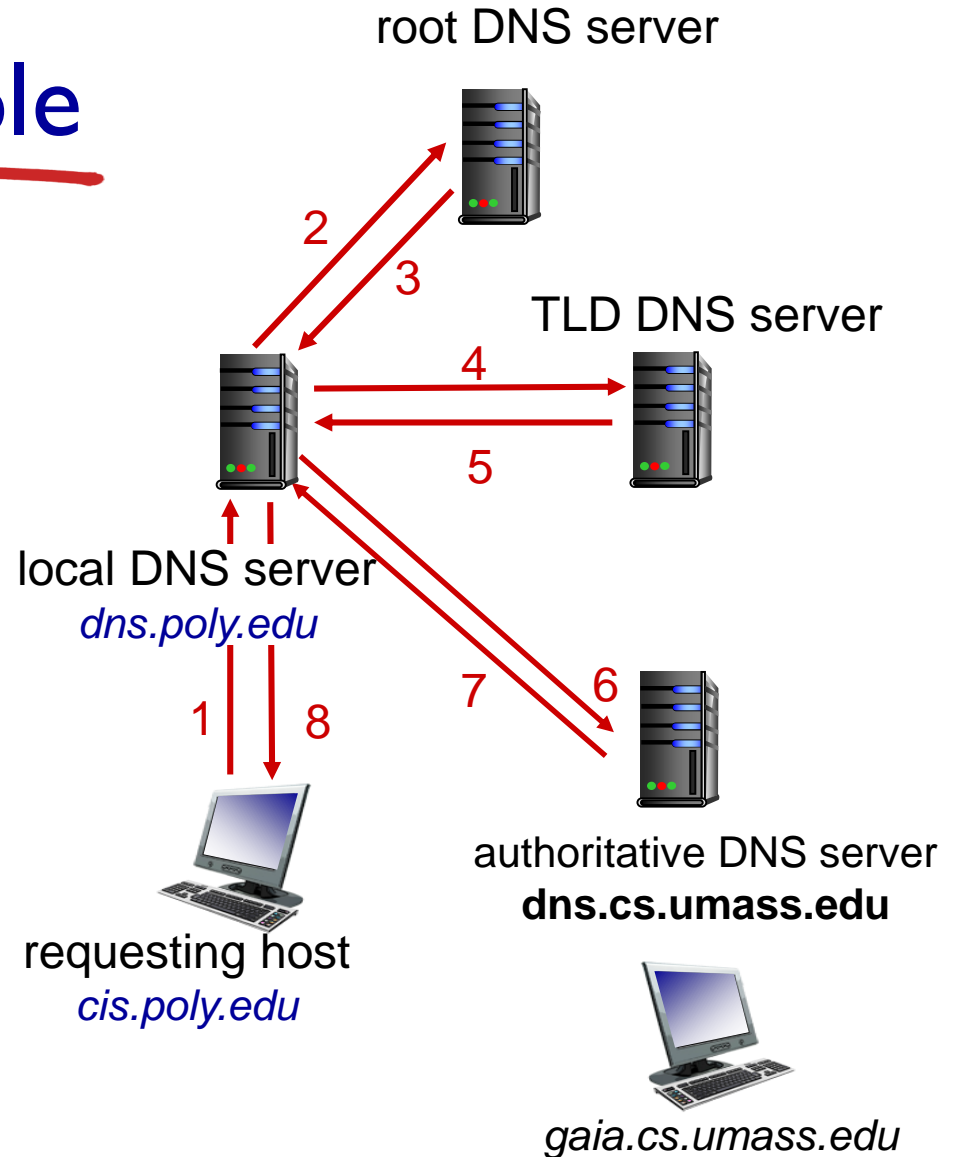 ole
root DNS server
2
3
TLD DNS server
4
5
local DNS server
dns.poly.edu
1
8
7
6
requesting host
cis.poly.edu
authoritative DNS server
dns.cs.umass.edu
gaia.cs.umass.edu